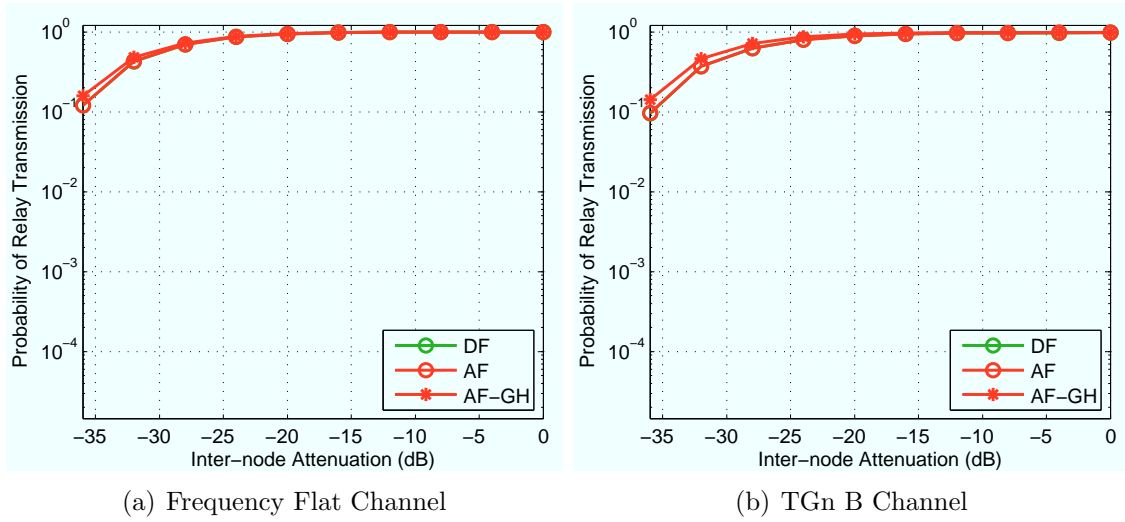 10^0
10^-1
10^-2
10^-3
10^-4
Probability of Relay Transmission
−35 −30 −25 −20 −15 −10 −5 0
Inter−node Attenuation (dB)
DF
AF
AF−GH
(a) Frequency Flat Channel
10^0
10^-1
10^-2
10^-3
10^-4
Probability of Relay Transmission
−35 −30 −25 −20 −15 −10 −5 0
Inter−node Attenuation (dB)
DF
AF
AF−GH
(b) TGn B Channel